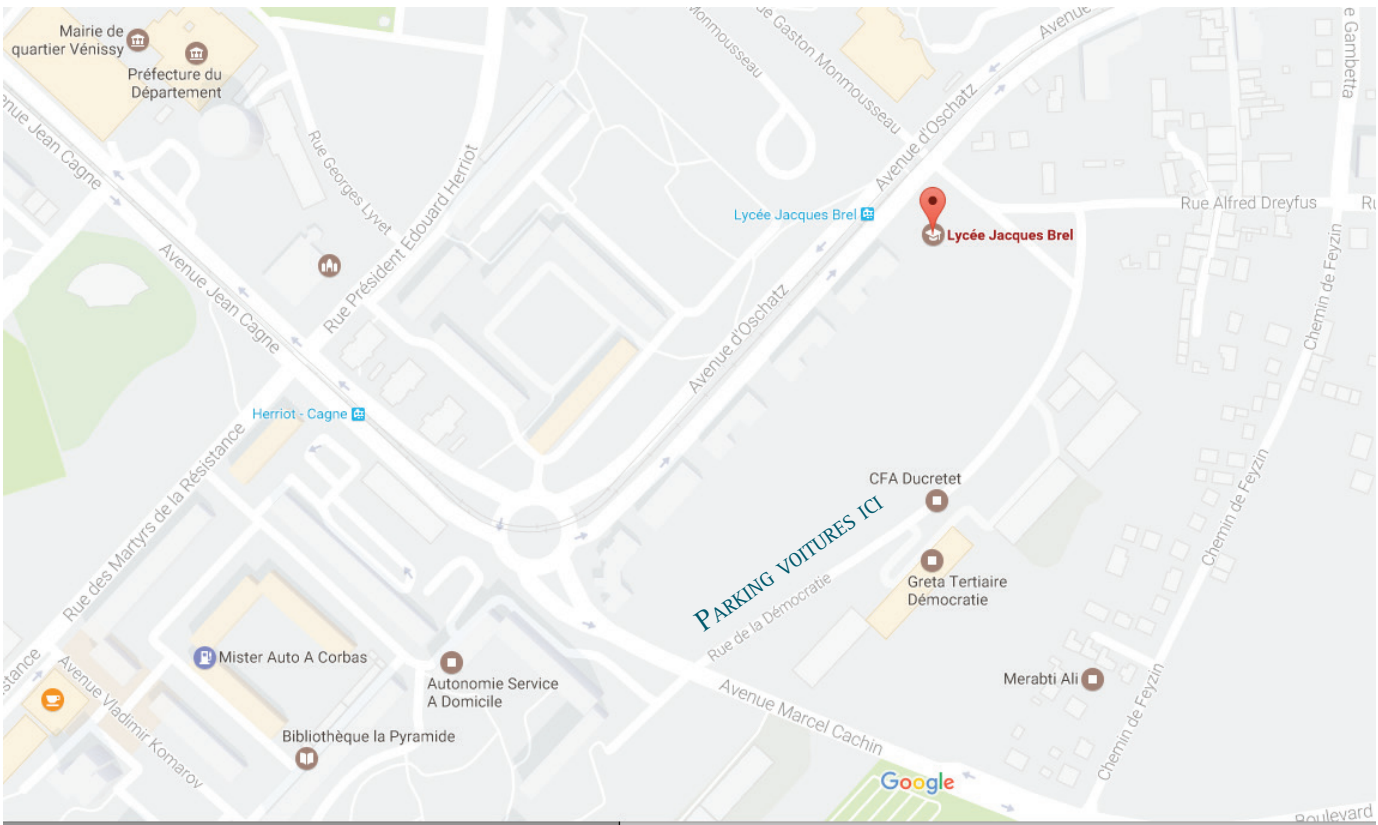 Mairie de
quartier Vénissy
Préfecture du
Département
Avenue Jean Cagne
Rue Georges Lyvet
Rue Président Edouard Herriot
Monmousseau
Gaston Monmousseau
Avenue
Gambetta
Avenue d'Oschatz
Lycée Jacques Brel
Lycée Jacques Brel
Rue Alfred Dreyfus
Avenue Jean Cagne
Chemin de Feyzin
Avenue d'Oschatz
Herriot - Cagne
Rue des Martyrs de la Résistance
CFA Ducretet
PARKING VOITURES ICI
Chemin de Feyzin
Greta Tertiaire
Démocratie
Rue de la Démocratie
Mister Auto A Corbas
Autonomie Service
A Domicile
Merabti Ali
Avenue Vladimir Komarov
Avenue Marcel Cachin
Bibliothèque la Pyramide
Chemin de Feyzin
Google
Boulevard